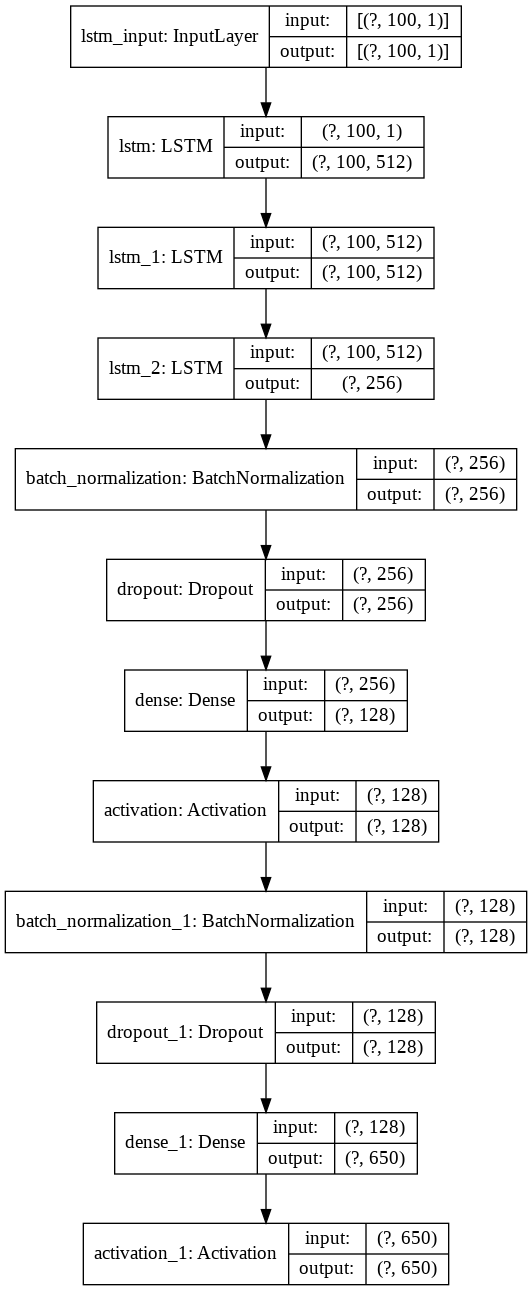 lstm_input: InputLayer input: [(?, 100, 1)]
output: [(?, 100, 1)]
lstm: LSTM input: (?, 100, 1)
output: (?, 100, 512)
lstm_1: LSTM input: (?, 100, 512)
output: (?, 100, 512)
lstm_2: LSTM input: (?, 100, 512)
output: (?, 256)
batch_normalization: BatchNormalization input: (?, 256)
output: (?, 256)
dropout: Dropout input: (?, 256)
output: (?, 256)
dense: Dense input: (?, 256)
output: (?, 128)
activation: Activation input: (?, 128)
output: (?, 128)
batch_normalization_1: BatchNormalization input: (?, 128)
output: (?, 128)
dropout_1: Dropout input: (?, 128)
output: (?, 128)
dense_1: Dense input: (?, 128)
output: (?, 650)
activation_1: Activation input: (?, 650)
output: (?, 650)